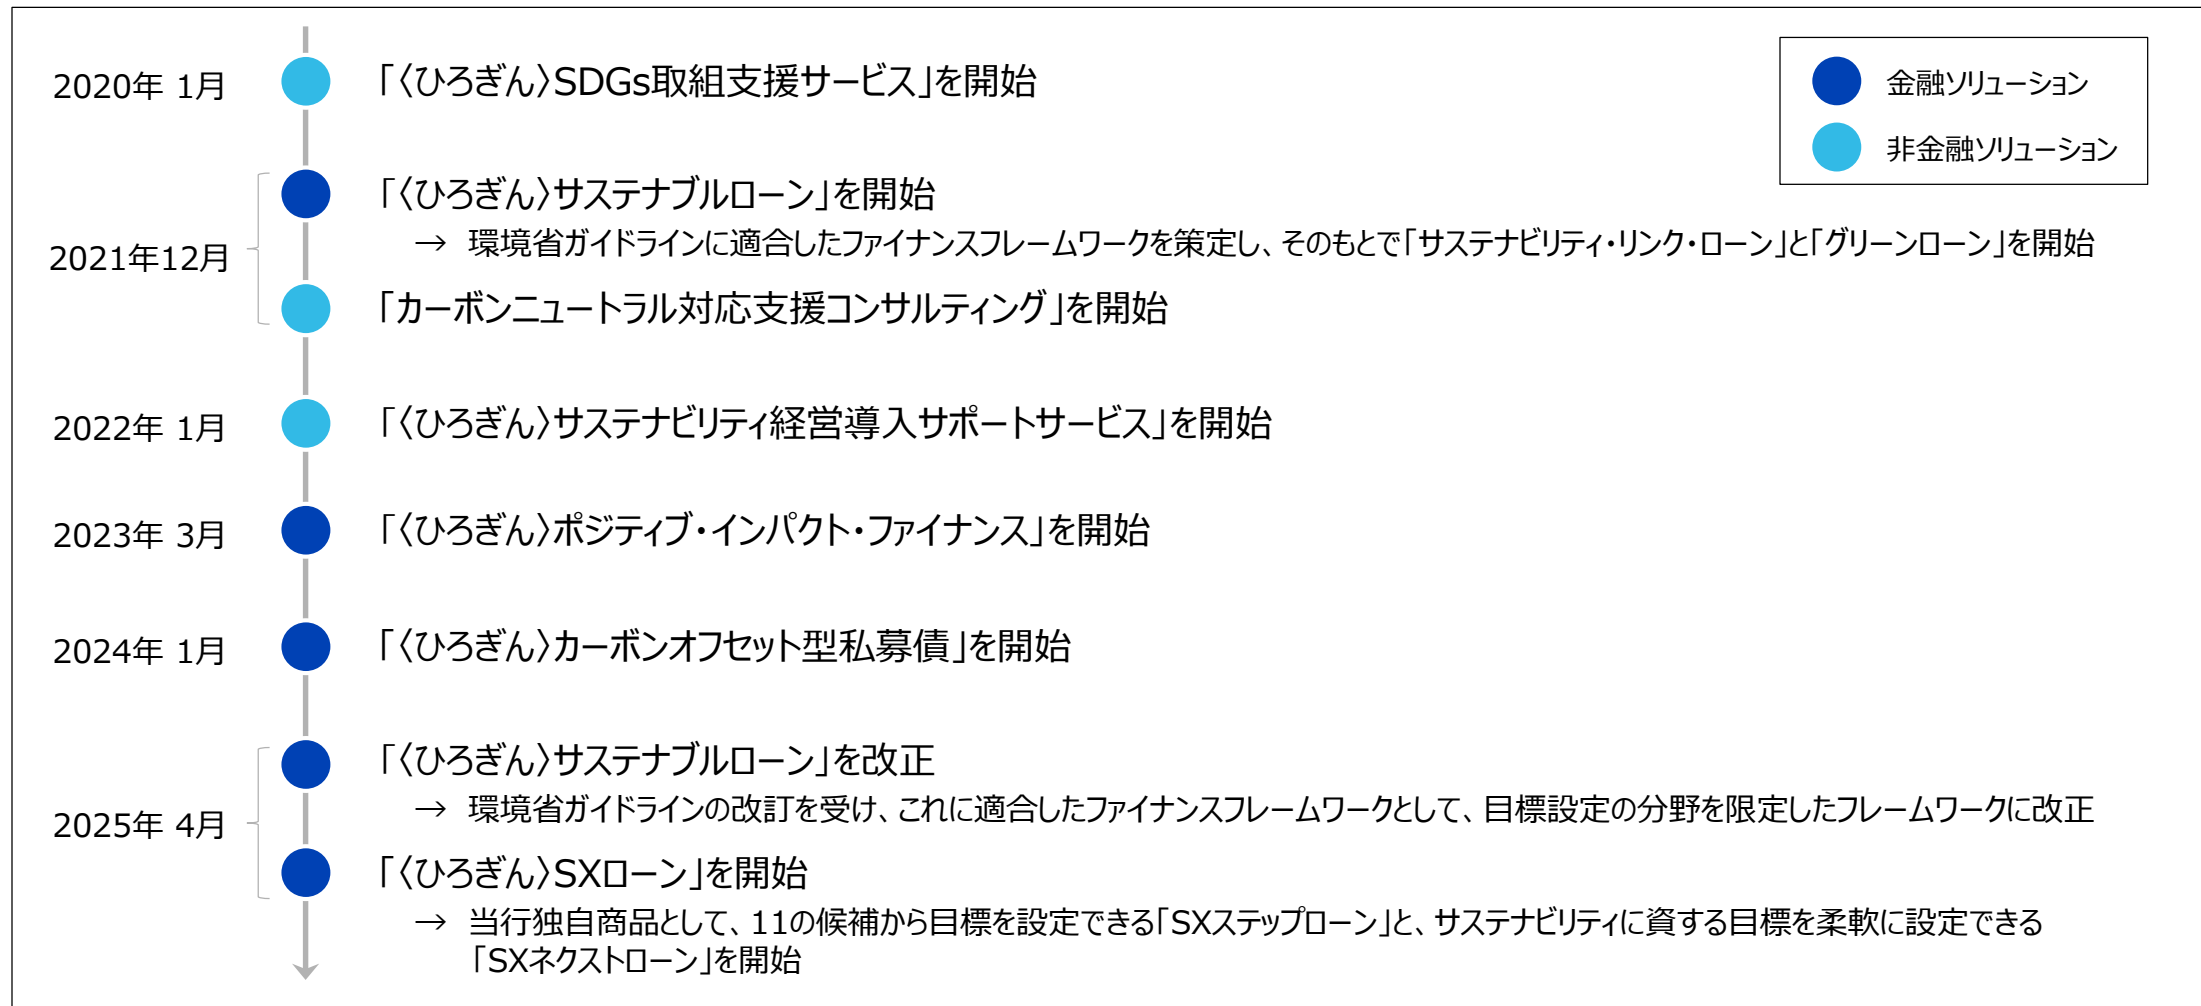 2020年 1月
「〈ひろぎん〉SDGs取組支援サービス」を開始
金融ソリューション
非金融ソリューション
2021年12月
「〈ひろぎん〉サステナブルローン」を開始
→ 環境省ガイドラインに適合したファイナンスフレームワークを策定し、そのもとで「サステナビリティ・リンク・ローン」と「グリーンローン」を開始
「カーボンニュートラル対応支援コンサルティング」を開始
2022年 1月
「〈ひろぎん〉サステナビリティ経営導入サポートサービス」を開始
2023年 3月
「〈ひろぎん〉ポジティブ・インパクト・ファイナンス」を開始
2024年 1月
「〈ひろぎん〉カーボンオフセット型私募債」を開始
2025年 4月
「〈ひろぎん〉サステナブルローン」を改正
→ 環境省ガイドラインの改訂を受け、これに適合したファイナンスフレームワークとして、目標設定の分野を限定したフレームワークに改正
「〈ひろぎん〉SXローン」を開始
→ 当行独自商品として、11の候補から目標を設定できる「SXステップローン」と、サステナビリティに資する目標を柔軟に設定できる
「SXネクストローン」を開始